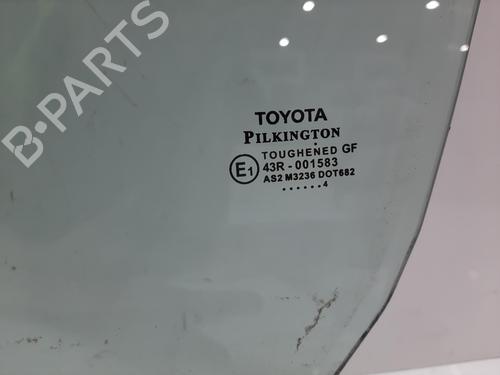 B-PARTS
TOYOTA
PILKINGTON
TOUGHENED GF
E1 43R - 001583
AS2 M3236 DOT682
......4